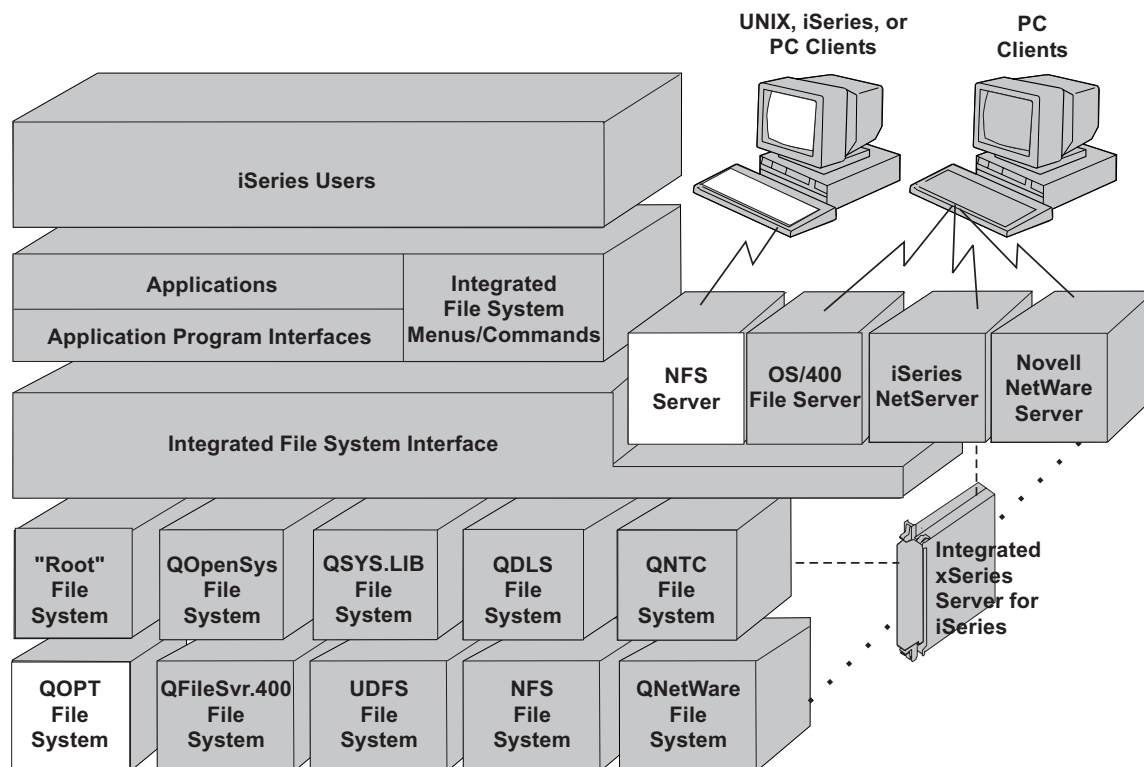 UNIX, iSeries, or
PC Clients
PC
Clients
iSeries Users
Applications
Application Program Interfaces
Integrated
File System
Menus/Commands
NFS
Server
OS/400
File Server
iSeries
NetServer
Novell
NetWare
Server
Integrated File System Interface
"Root"
File
System
QOpenSys
File
System
QSYS.LIB
File
System
QDLS
File
System
QNTC
File
System
Integrated
xSeries
Server for
iSeries
QOPT
File
System
QFileSvr.400
File
System
UDFS
File
System
NFS
File
System
QNetWare
File
System